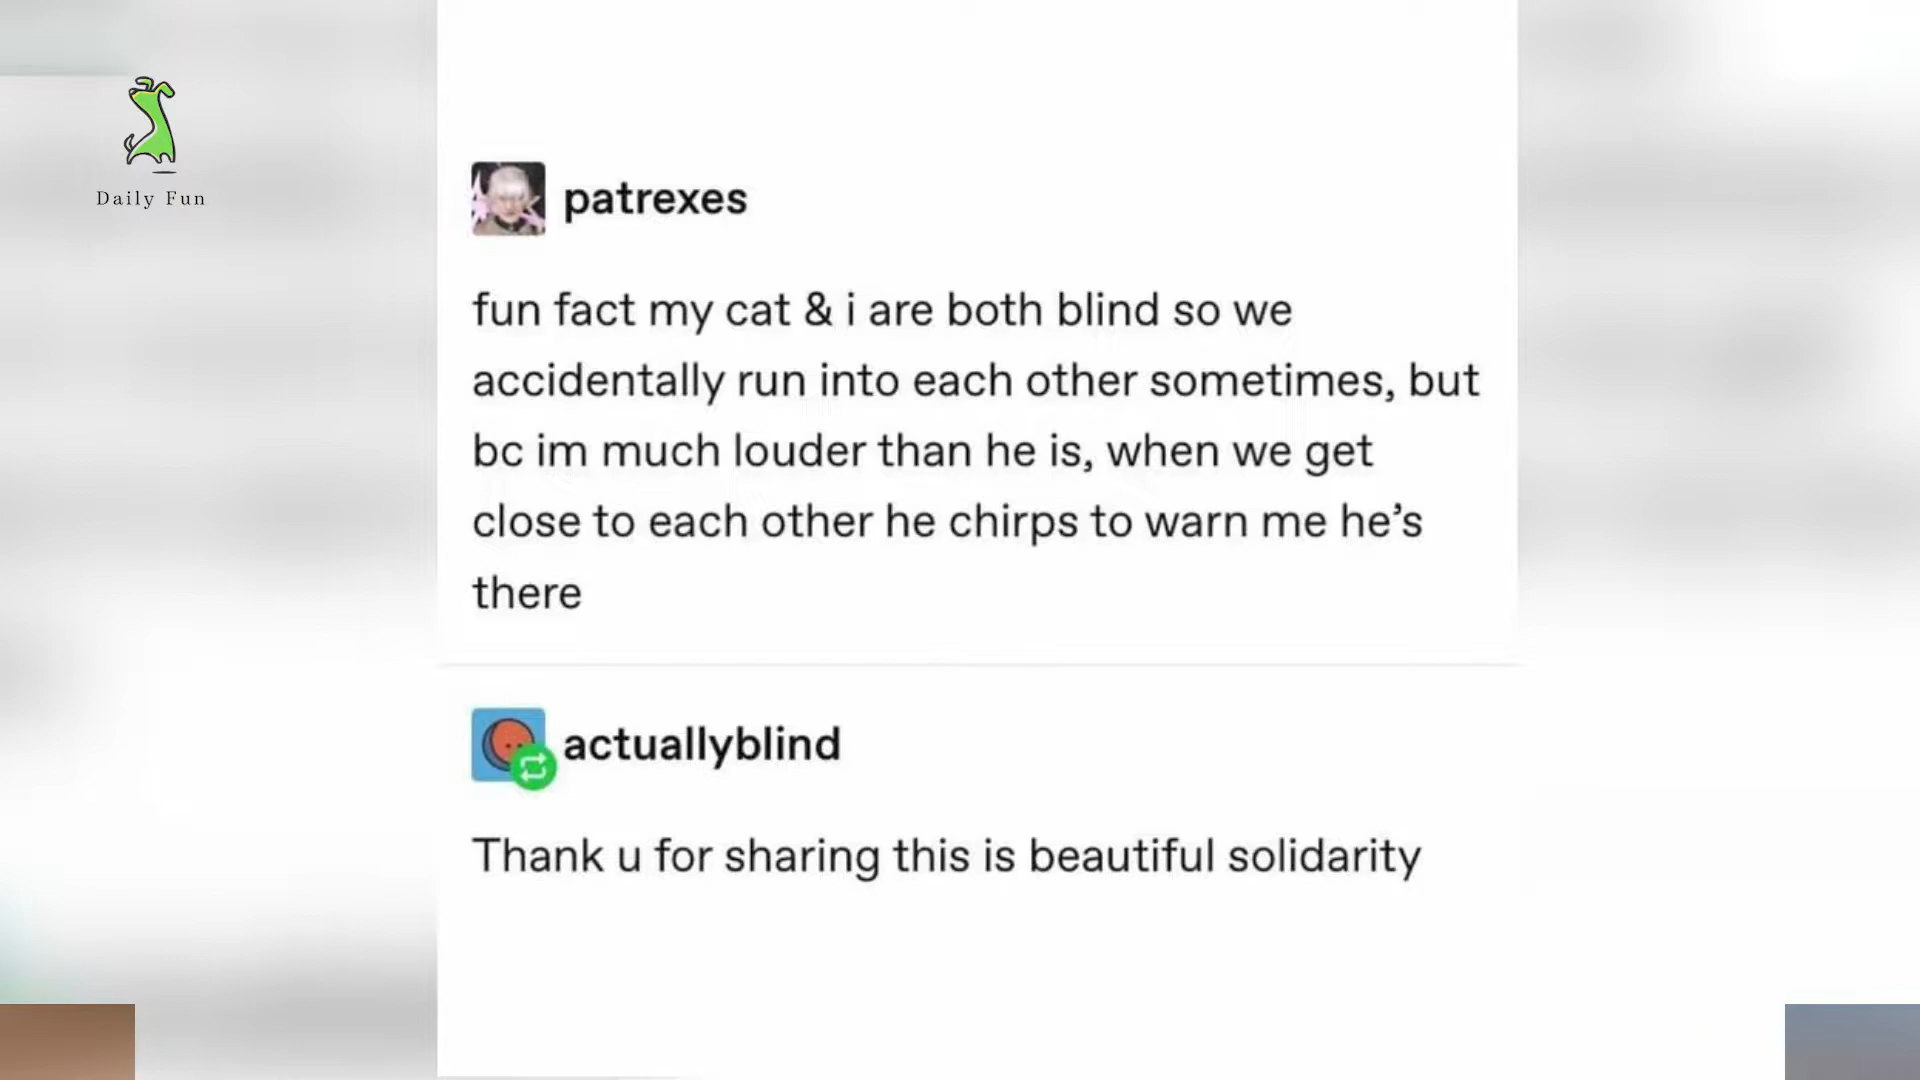 Daily Fun
patrexes
fun fact my cat & i are both blind so we
accidentally run into each other sometimes, but
bc im much louder than he is, when we get
close to each other he chirps to warn me he’s
there
actuallyblind
Thank u for sharing this is beautiful solidarity